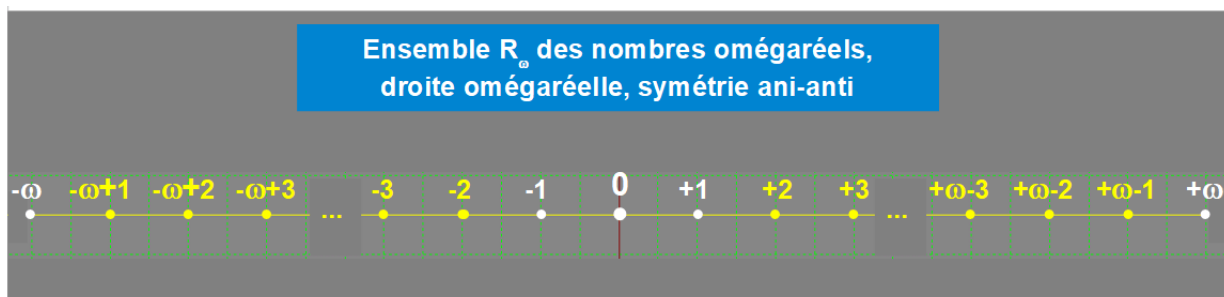 Ensemble Rω des nombres omégaréels,
droite omégaréelle, symétrie ani-anti
-ω -ω+1 -ω+2 -ω+3 ... -3 -2 -1 0 +1 +2 +3 ... +ω-3 +ω-2 +ω-1 +ω